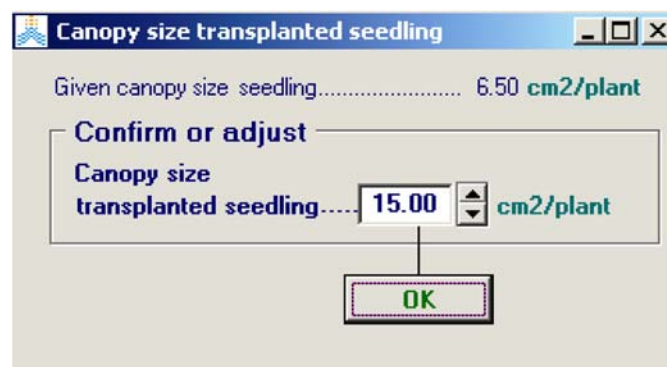 Canopy size transplanted seedling
Given canopy size seedling........................ 6.50 cm2/plant
Confirm or adjust
Canopy size
transplanted seedling..... 15.00 cm2/plant
OK